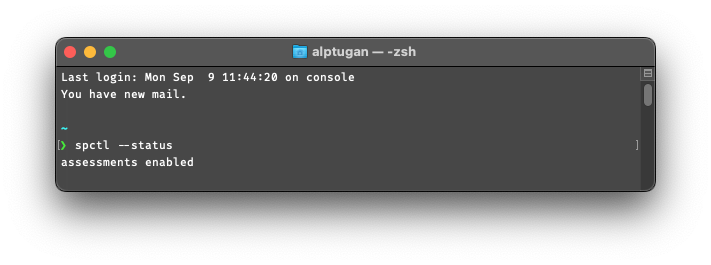 alptugan — -zsh
Last login: Mon Sep  9 11:44:20 on console
You have new mail.
~
[❯ spctl --status ]
assessments enabled